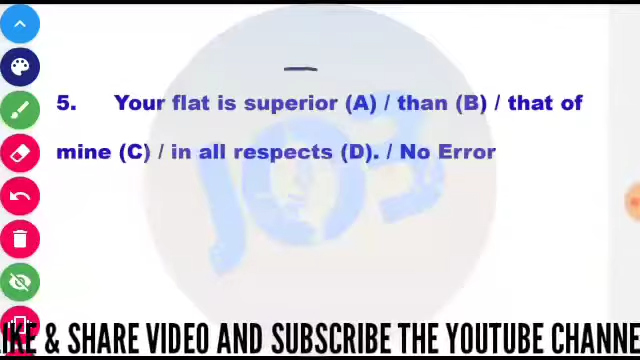 5. Your flat is superior (A) / than (B) / that of
mine (C) / in all respects (D). / No Error
JO3
IKE & SHARE VIDEO AND SUBSCRIBE THE YOUTUBE CHANNE